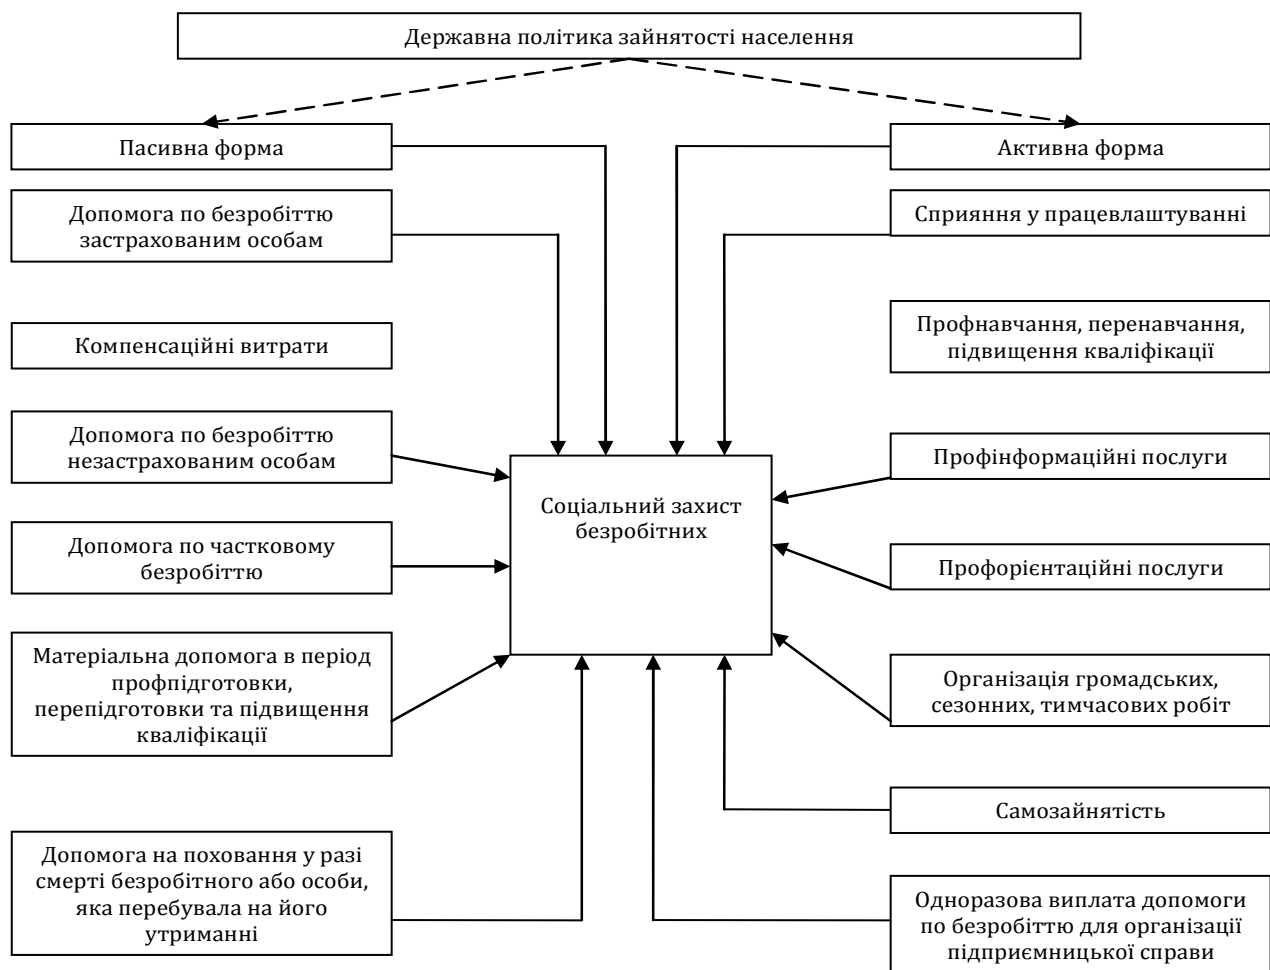 Державна політика зайнятості населення
Пасивна форма
Активна форма
Допомога по безробіттю
застрахованим особам
Сприяння у працевлаштуванні
Компенсаційні витрати
Профнавчання, перенавчання,
підвищення кваліфікації
Допомога по безробіттю
незастрахованим особам
Профінформаційні послуги
Соціальний захист
безробітних
Допомога по частковому
безробіттю
Профорієнтаційні послуги
Матеріальна допомога в період
профпідготовки,
перепідготовки та підвищення
кваліфікації
Організація громадських,
сезонних, тимчасових робіт
Самозайнятість
Допомога на поховання у разі
смерті безробітного або особи,
яка перебувала на його
утриманні
Одноразова виплата допомоги
по безробіттю для організації
підприємницької справи